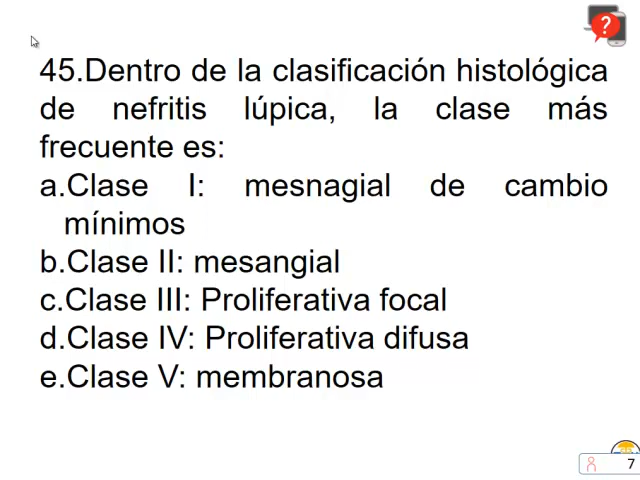 45.Dentro de la clasificación histológica
de nefritis lúpica, la clase más
frecuente es:
a.Clase I: mesnagial de cambio
mínimos
b.Clase II: mesangial
c.Clase III: Proliferativa focal
d.Clase IV: Proliferativa difusa
e.Clase V: membranosa
?
7